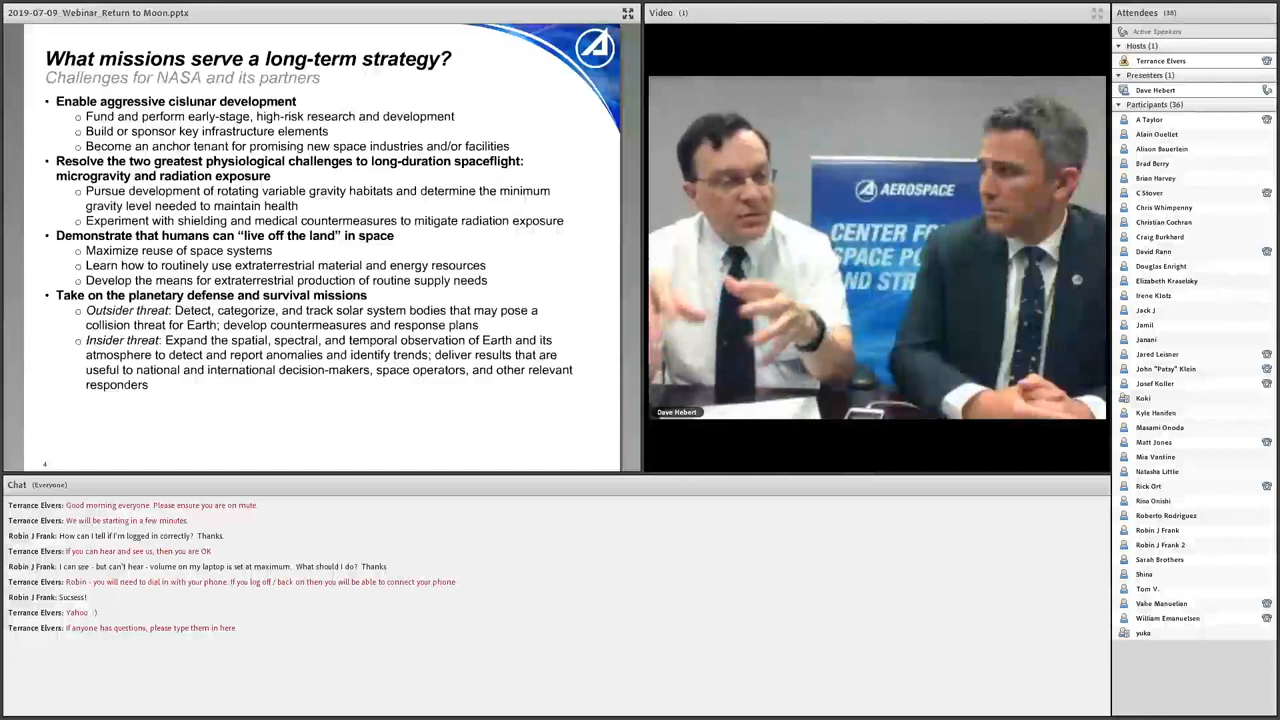 2019-07-09_Webinar_Return to Moon.pptx
What missions serve a long-term strategy?
Challenges for NASA and its partners
• Enable aggressive cislunar development
o Fund and perform early-stage, high-risk research and development
o Build or sponsor key infrastructure elements
o Become an anchor tenant for promising new space industries and/or facilities
• Resolve the two greatest physiological challenges to long-duration spaceflight:
microgravity and radiation exposure
o Pursue development of rotating variable gravity habitats and determine the minimum
gravity level needed to maintain health
o Experiment with shielding and medical countermeasures to mitigate radiation exposure
• Demonstrate that humans can “live off the land” in space
o Maximize reuse of space systems
o Learn how to routinely use extraterrestrial material and energy resources
o Develop the means for extraterrestrial production of routine supply needs
• Take on the planetary defense and survival missions
o Outsider threat: Detect, categorize, and track solar system bodies that may pose a
collision threat for Earth; develop countermeasures and response plans
o Insider threat: Expand the spatial, spectral, and temporal observation of Earth and its
atmosphere to detect and report anomalies and identify trends; deliver results that are
useful to national and international decision-makers, space operators, and other relevant
responders
4
Video (1)
AEROSPACE
CENTER FO
SPACE PO
AND STRA
Dave Hebert
Chat (Everyone)
Terrance Elvers: Good morning everyone. Please ensure you are on mute.
Terrance Elvers: We will be starting in a few minutes.
Robin J Frank: How can I tell if I'm logged in correctly? Thanks.
Terrance Elvers: If you can hear and see us, then you are OK
Robin J Frank: I can see - but can't hear - volume on my laptop is set at maximum. What should I do? Thanks
Terrance Elvers: Robin - you will need to dial in with your phone. If you log off / back on then you will be able to connect your phone
Robin J Frank: Sucsess!
Terrance Elvers: Yahoo :)
Terrance Elvers: If anyone has questions, please type them in here.
Attendees (38)
Active Speakers
Hosts (1)
Terrance Elvers
Presenters (1)
Dave Hebert
Participants (36)
A Taylor
Alain Ouellet
Alison Bauerlein
Brad Berry
Brian Harvey
C Stover
Chris Whimpenny
Christian Cochran
Craig Burkhard
David Rann
Douglas Enright
Elizabeth Kraselsky
Irene Klotz
Jack J
Jamil
Janani
Jared Leisner
John "Patsy" Klein
Josef Koller
Koki
Kyle Hanifen
Masami Onoda
Matt Jones
Mia Vantine
Natasha Little
Rick Ort
Rina Onishi
Roberto Rodriguez
Robin J Frank
Robin J Frank 2
Sarah Brothers
Shina
Tom V.
Vahe Manuelian
William Emanuelsen
yuka